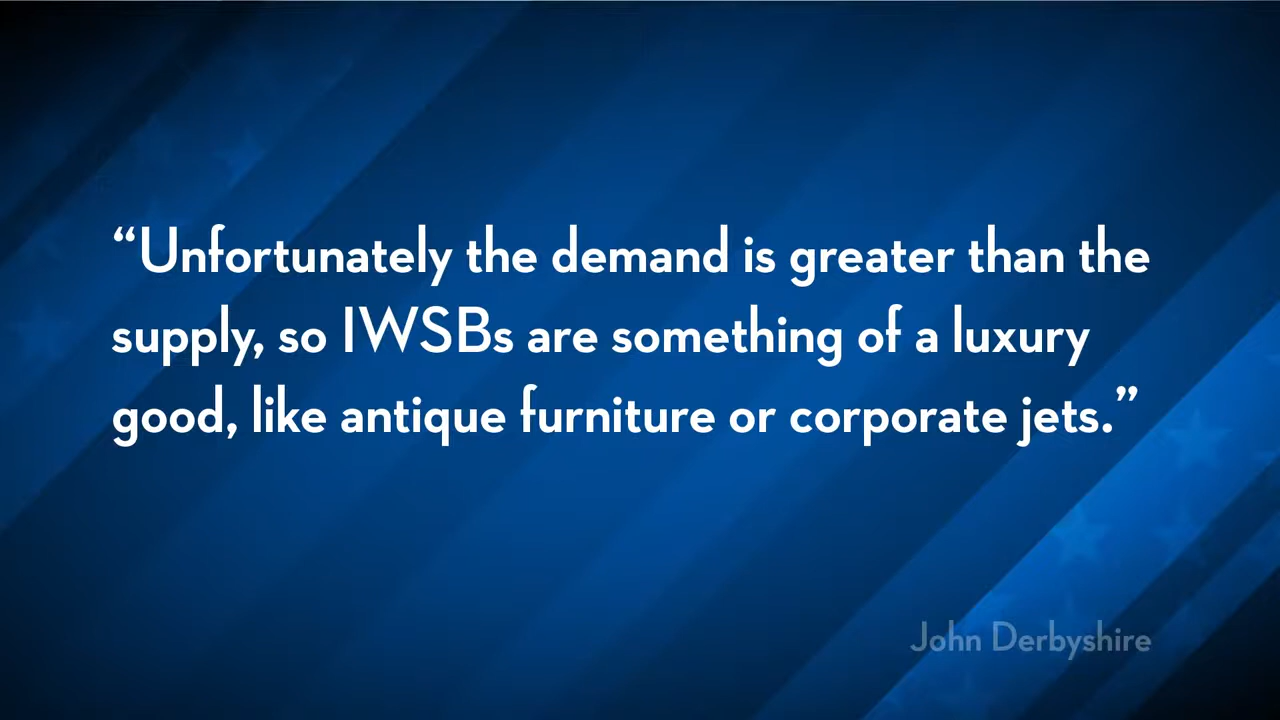 “Unfortunately the demand is greater than the
supply, so IWSBs are something of a luxury
good, like antique furniture or corporate jets.”
John Derbyshire